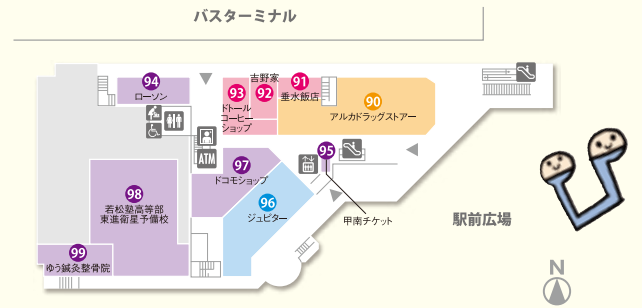 バスターミナル
94
ローソン
93
ドトール
コーヒー
ショップ
吉野家
92
91
垂水飯店
90
アルカドラッグストアー
ATM
97
ドコモショップ
95
甲南チケット
96
ジュピター
98
若松塾高等部
東進衛星予備校
99
ゆう鍼灸整骨院
駅前広場
N